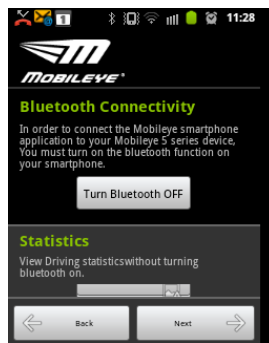 1 11:28
MOBILEYE
Bluetooth Connectivity
In order to connect the Mobileye smartphone
application to your Mobileye 5 series device,
You must turn on the bluetooth function on
your smartphone.
Turn Bluetooth OFF
Statistics
View Driving statisticswithout turning
bluetooth on.
Back Next